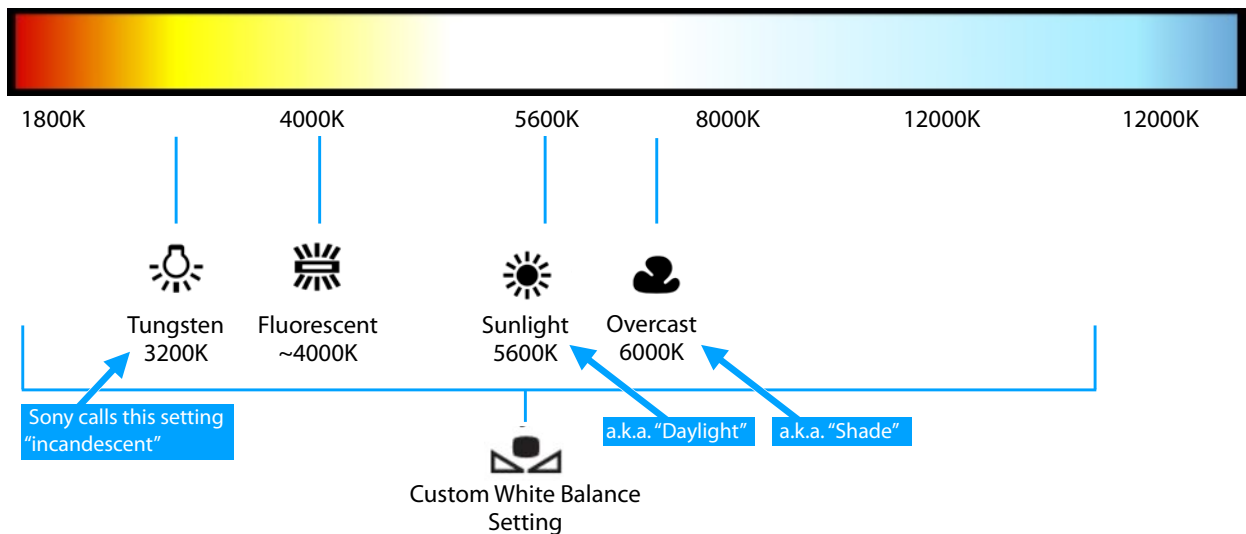 1800K
4000K
5600K
8000K
12000K
12000K
Tungsten
3200K
Fluorescent
~4000K
Sunlight
5600K
Overcast
6000K
Sony calls this setting
“incandescent”
a.k.a. “Daylight”
a.k.a. “Shade”
Custom White Balance
Setting